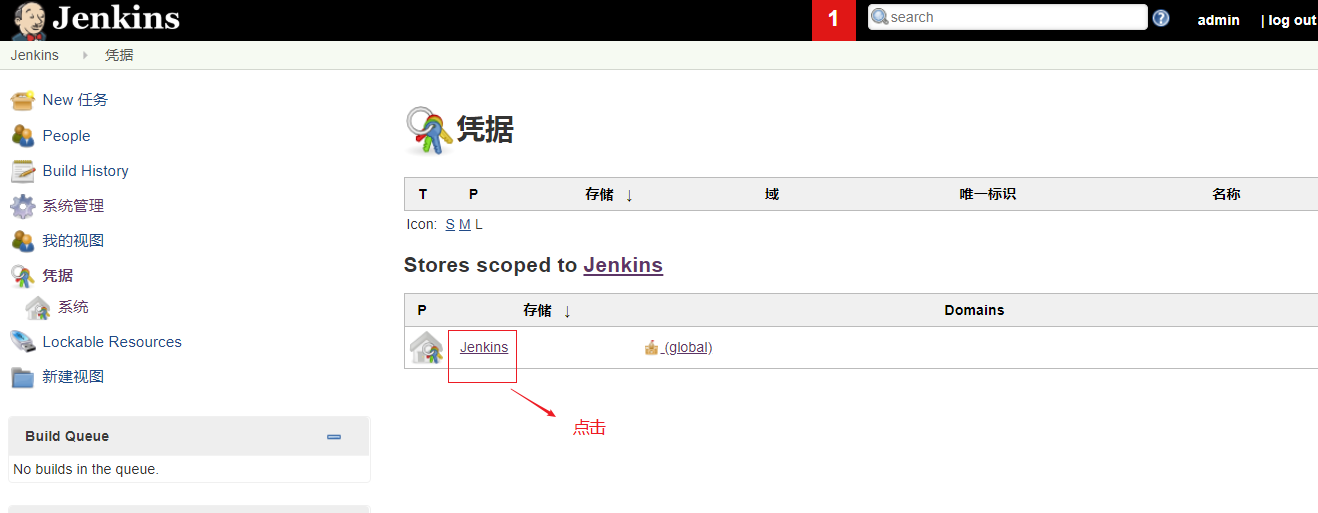 Jenkins 1 search admin | log out
Jenkins 凭据
New 任务
People
Build History
系统管理
我的视图
凭据
系统
Lockable Resources
新建视图
Build Queue
No builds in the queue.
凭据
T P 存储 ↓ 域 唯一标识 名称
Icon: S M L
Stores scoped to Jenkins
P 存储 ↓ Domains
Jenkins (global)
点击